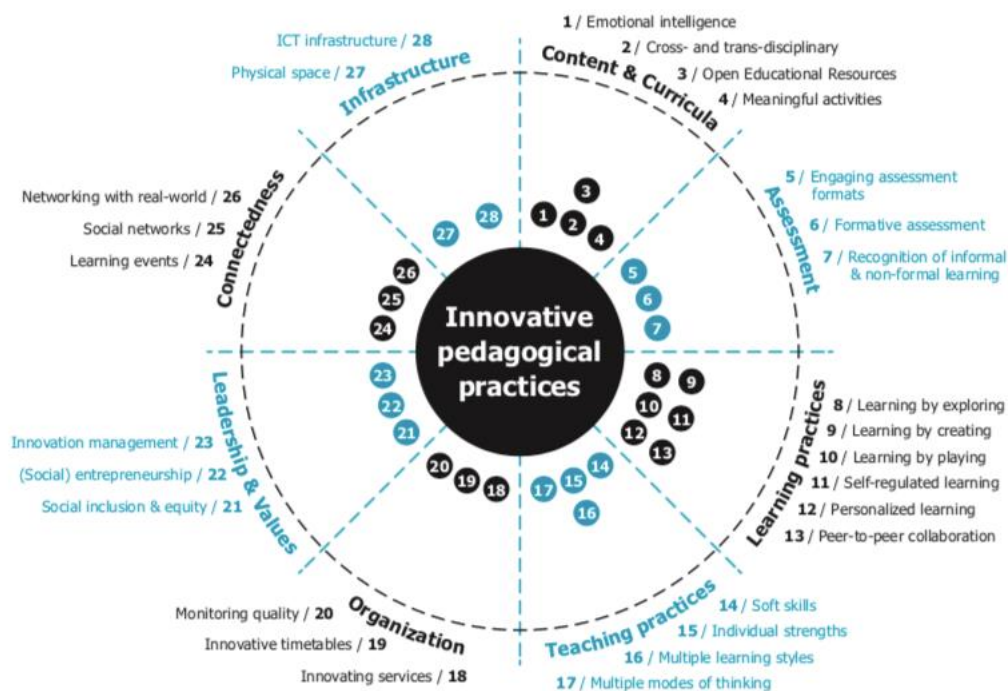 1 / Emotional intelligence
2 / Cross- and trans-disciplinary
3 / Open Educational Resources
4 / Meaningful activities
Content & Curricula
5 / Engaging assessment
formats
6 / Formative assessment
7 / Recognition of informal
& non-formal learning
Assessment
8 / Learning by exploring
9 / Learning by creating
10 / Learning by playing
11 / Self-regulated learning
12 / Personalized learning
13 / Peer-to-peer collaboration
Learning practices
14 / Soft skills
15 / Individual strengths
16 / Multiple learning styles
17 / Multiple modes of thinking
Teaching practices
Organization
Monitoring quality / 20
Innovative timetables / 19
Innovating services / 18
Leadership & Values
Innovation management / 23
(Social) entrepreneurship / 22
Social inclusion & equity / 21
Connectedness
Networking with real-world / 26
Social networks / 25
Learning events / 24
Infrastructure
ICT infrastructure / 28
Physical space / 27
Innovative
pedagogical
practices
1
2
3
4
5
6
7
8
9
10
11
12
13
14
15
16
17
18
19
20
21
22
23
24
25
26
27
28